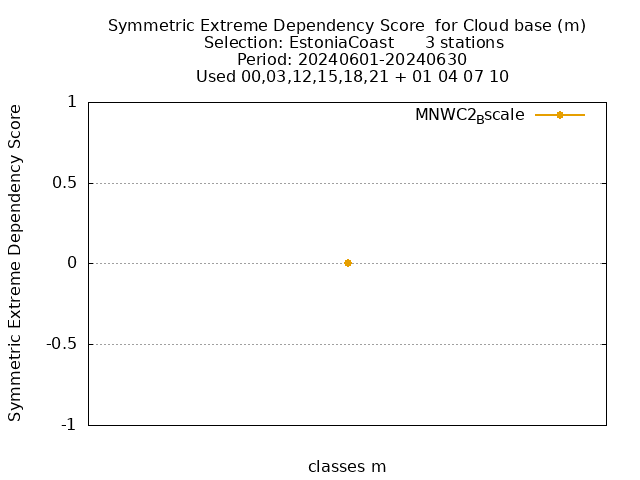 Symmetric Extreme Dependency Score  for Cloud base (m)
Selection: EstoniaCoast      3 stations
Period: 20240601-20240630
Used 00,03,12,15,18,21 + 01 04 07 10
MNWC2Bscale
1
0.5
0
-0.5
-1
Symmetric Extreme Dependency Score
classes m